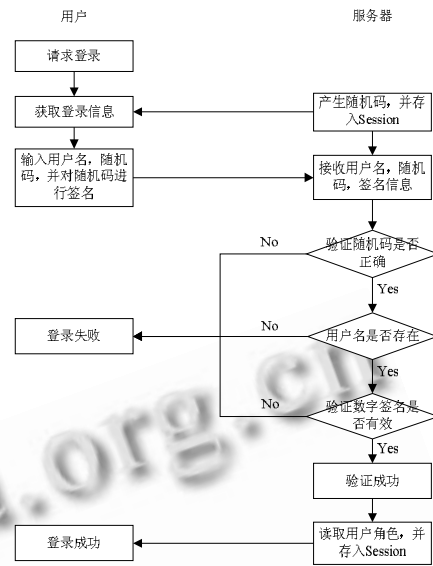 用户
服务器
请求登录
获取登录信息
产生随机码，并存
入Session
输入用户名，随机
码，并对随机码进
行签名
接收用户名，随机
码，签名信息
No
验证随机码是否
正确
Yes
登录失败
No
用户名是否存在
Yes
No
验证数字签名是
否有效
Yes
验证成功
登录成功
读取用户角色，并
存入Session
.org.cn